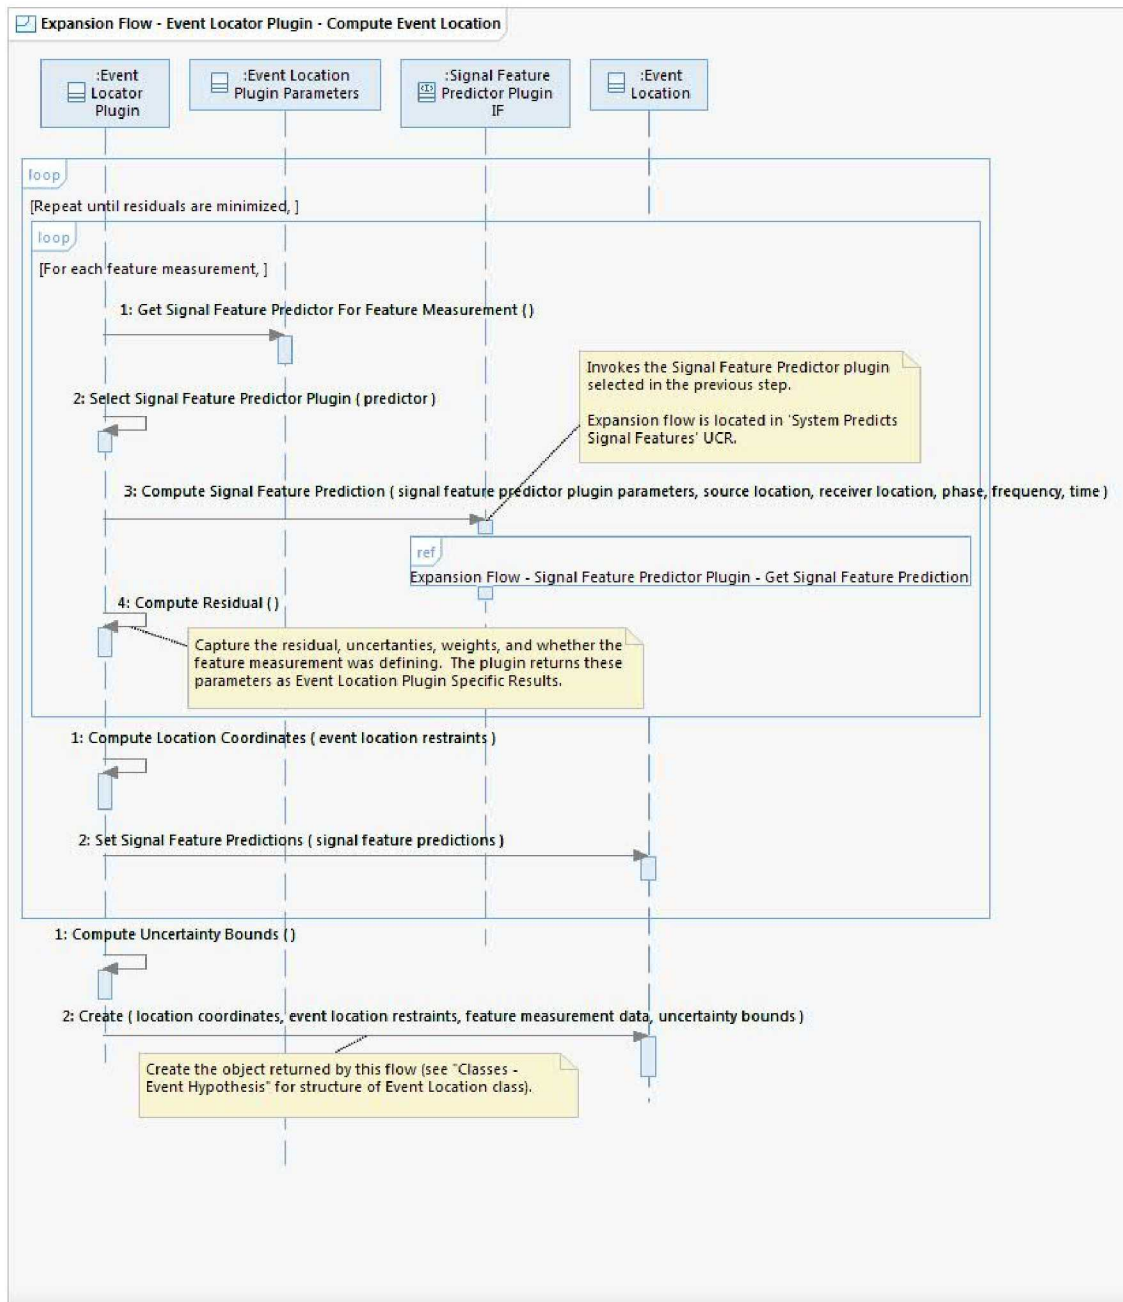 Expansion Flow - Event Locator Plugin - Compute Event Location
:Event
Locator
Plugin
:Event Location
Plugin Parameters
:Signal Feature
Predictor Plugin
IF
:Event
Location
loop
[Repeat until residuals are minimized, ]
loop
[For each feature measurement, ]
1: Get Signal Feature Predictor For Feature Measurement ( )
Invokes the Signal Feature Predictor plugin
selected in the previous step.
Expansion flow is located in 'System Predicts
Signal Features' UCR.
2: Select Signal Feature Predictor Plugin ( predictor )
3: Compute Signal Feature Prediction ( signal feature predictor plugin parameters, source location, receiver location, phase, frequency, time )
ref
Expansion Flow - Signal Feature Predictor Plugin - Get Signal Feature Prediction
4: Compute Residual ( )
Capture the residual, uncertanties, weights, and whether the
feature measurement was defining. The plugin returns these
parameters as Event Location Plugin Specific Results.
1: Compute Location Coordinates ( event location restraints )
2: Set Signal Feature Predictions ( signal feature predictions )
1: Compute Uncertainty Bounds ( )
2: Create ( location coordinates, event location restraints, feature measurement data, uncertainty bounds )
Create the object returned by this flow (see "Classes -
Event Hypothesis" for structure of Event Location class).